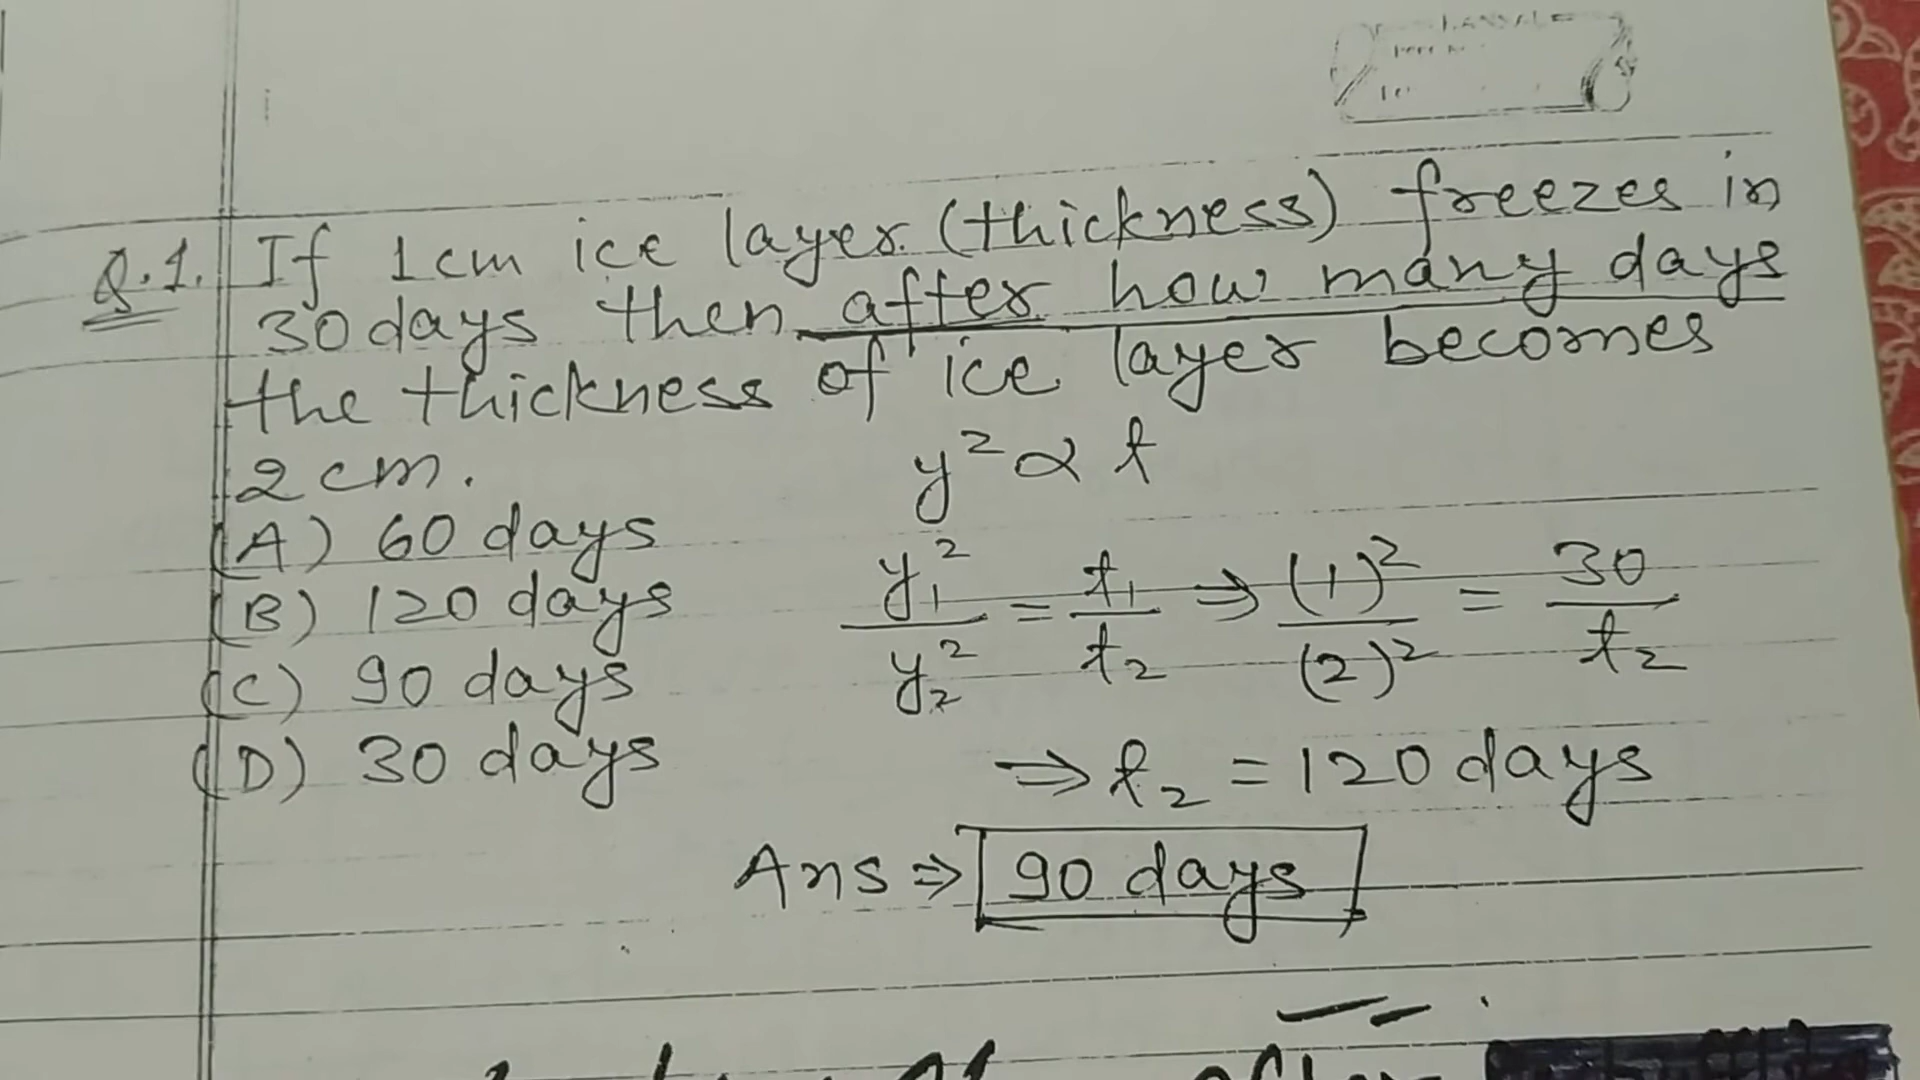 Q.1. If 1cm ice layer (thickness) freezes in
30 days then after how many days
the thickness of ice layer becomes
2 cm.
y² ∝ t
(A) 60 days
(B) 120 days
(C) 90 days
(D) 30 days
y₁²/y₂² = t₁/t₂ ⇒ (1)²/(2)² = 30/t₂
⇒ t₂ = 120 days
Ans ⇒ 90 days